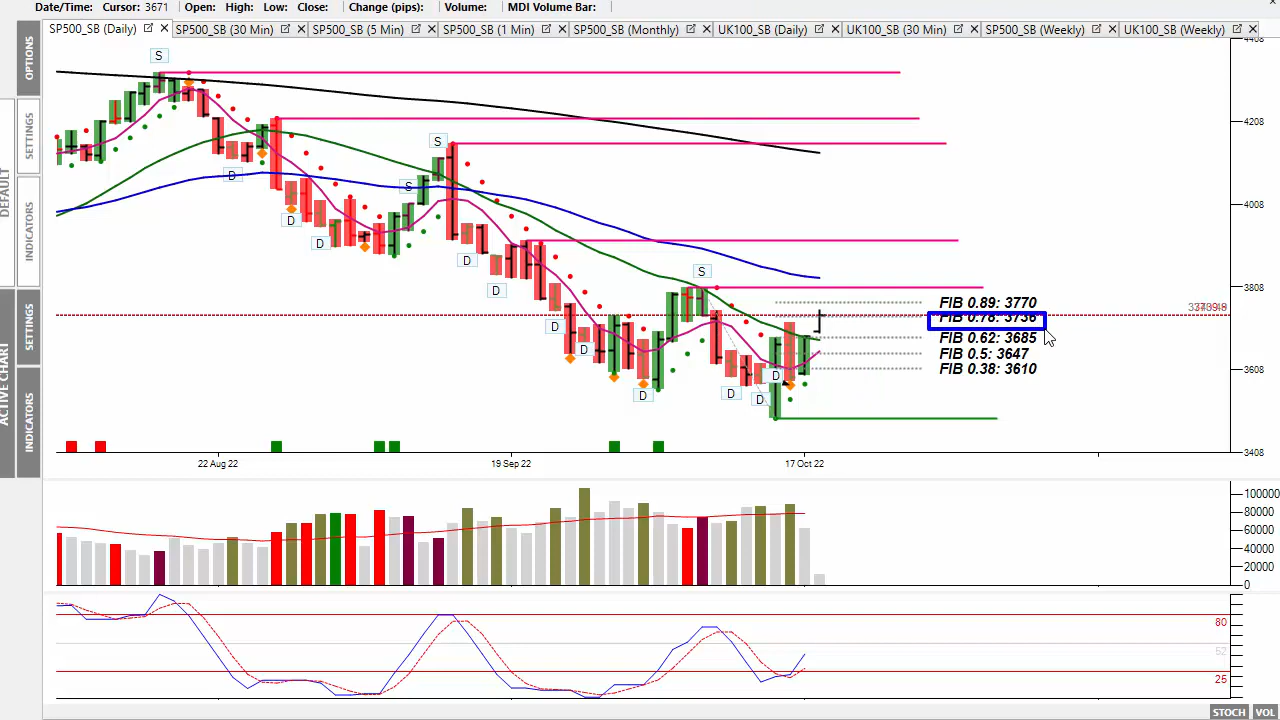 Date/Time: Cursor: 3671 Open: High: Low: Close: Change (pips): Volume: MDI Volume Bar:
SP500_SB (Daily) SP500_SB (30 Min) SP500_SB (5 Min) SP500_SB (1 Min) SP500_SB (Monthly) UK100_SB (Daily) UK100_SB (30 Min) SP500_SB (Weekly) UK100_SB (Weekly)
OPTIONS
SETTINGS
INDICATORS
DEFAULT
SETTINGS
INDICATORS
ACTIVE CHART
4408
4208
4008
3808
3608
3408
S
D
D
D
S
S
D
D
D
D
D
S
D
D
D
FIB 0.89: 3770
FIB 0.78: 3736
FIB 0.62: 3685
FIB 0.5: 3647
FIB 0.38: 3610
22 Aug 22 19 Sep 22 17 Oct 22
100000
80000
60000
40000
20000
0
80
52
25
STOCH VOL